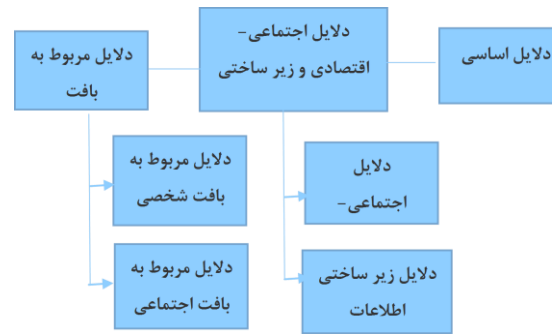 دلایل اساسی
دلایل اجتماعی-
اقتصادی و زیر ساختی
دلایل مربوط به
بافت
دلایل
اجتماعی-
دلایل زیر ساختی
اطلاعات
دلایل مربوط به
بافت شخصی
دلایل مربوط به
بافت اجتماعی